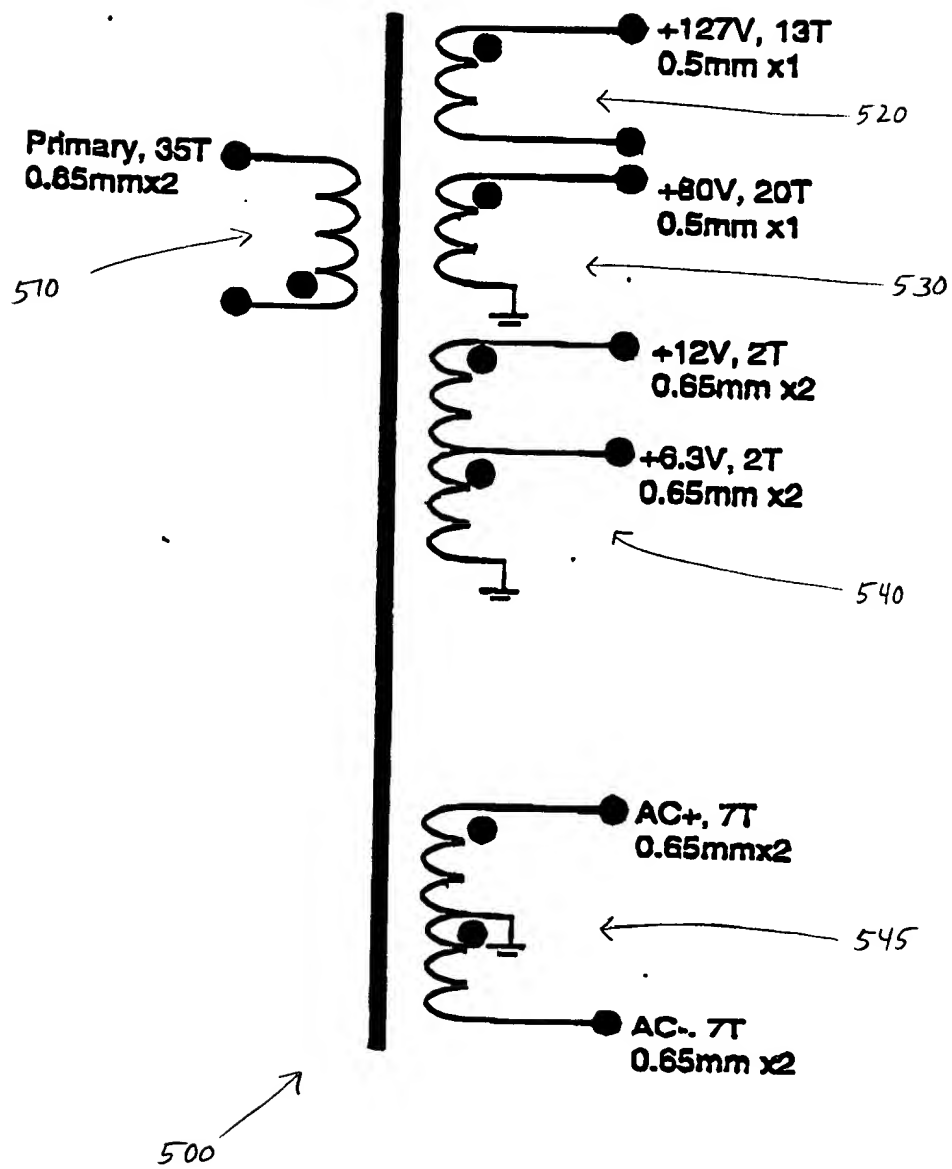 +127V, 13T
0.5mm x1
520
Primary, 35T
0.65mmx2
+80V, 20T
0.5mm x1
510
530
+12V, 2T
0.65mm x2
+6.3V, 2T
0.65mm x2
540
AC+, 7T
0.65mmx2
545
AC-. 7T
0.65mm x2
500